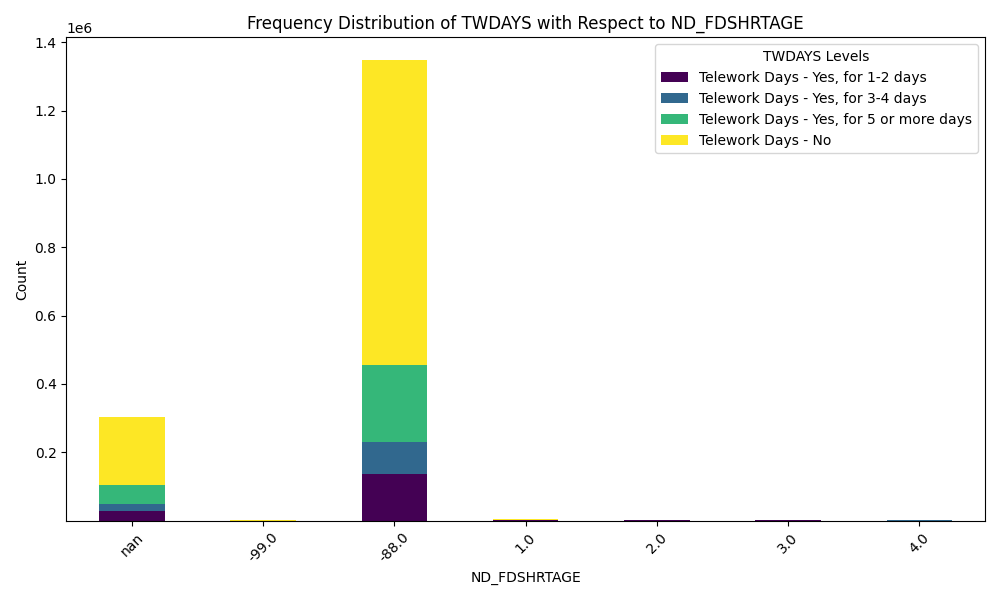 Frequency Distribution of TWDAYS with Respect to ND_FDSHRTAGE
1e6
1.4
1.2
1.0
0.8
0.6
0.4
0.2
Count
TWDAYS Levels
Telework Days - Yes, for 1-2 days
Telework Days - Yes, for 3-4 days
Telework Days - Yes, for 5 or more days
Telework Days - No
nan
-99.0
-88.0
1.0
2.0
3.0
4.0
ND_FDSHRTAGE